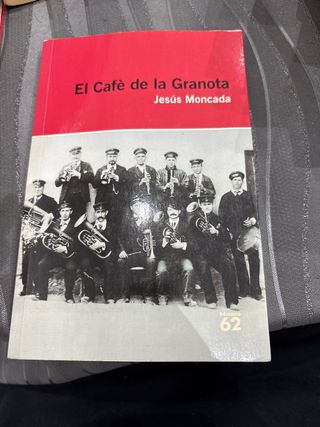 El Cafè de la Granota
Jesús Moncada
Edicions
62